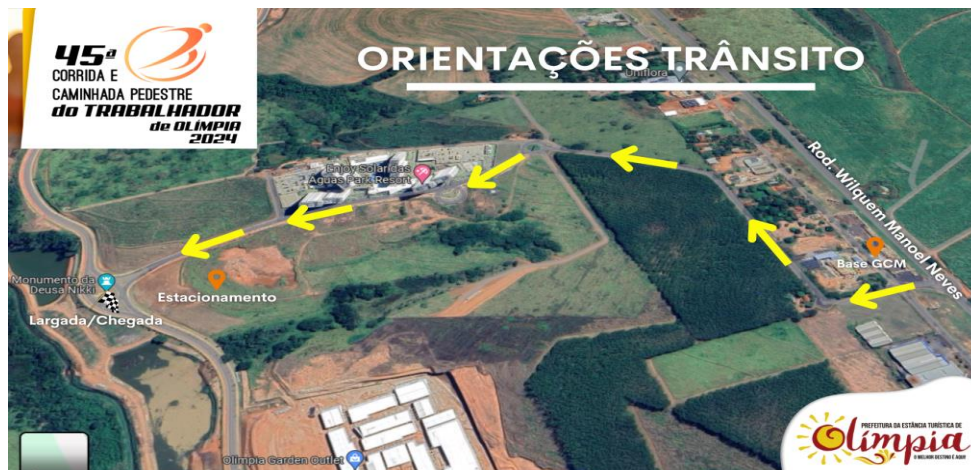 45ª
CORRIDA E
CAMINHADA PEDESTRE
do TRABALHADOR
de OLÍMPIA
2024
ORIENTAÇÕES TRÂNSITO
Uniflora
Enjoy Solar das
Águas Park Resort
Rod. Wilquem Manoel Neves
Base GCM
Monumento da
Deusa Nikki
Estacionamento
Largada/Chegada
Olímpia Garden Outlet
PREFEITURA DA ESTÂNCIA TURÍSTICA DE
Olímpia
O MELHOR DESTINO É AQUI!